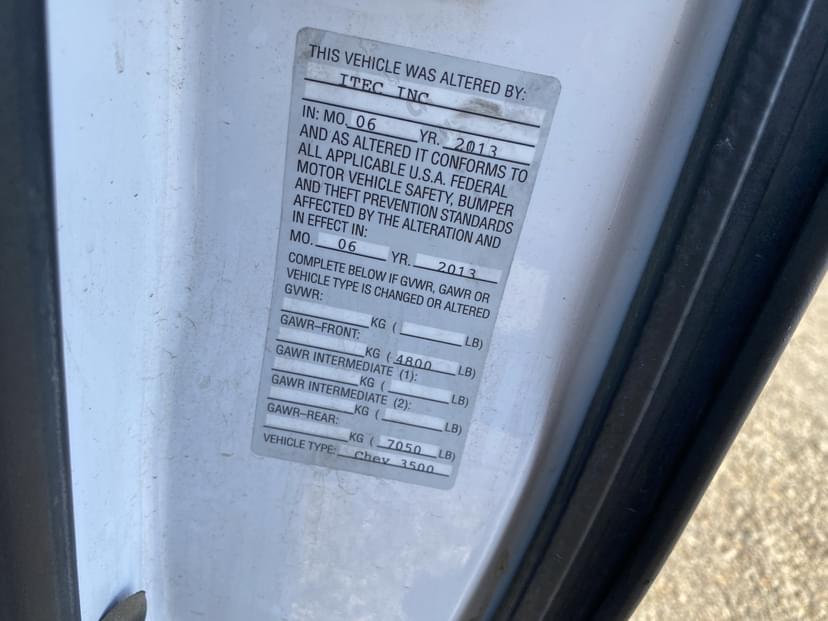 THIS VEHICLE WAS ALTERED BY:
ITEC INC
IN: MO. 06 YR. 2013
AND AS ALTERED IT CONFORMS TO
ALL APPLICABLE U.S.A. FEDERAL
MOTOR VEHICLE SAFETY, BUMPER
AND THEFT PREVENTION STANDARDS
AFFECTED BY THE ALTERATION AND
IN EFFECT IN:
MO. 06 YR. 2013
COMPLETE BELOW IF GVWR, GAWR OR
VEHICLE TYPE IS CHANGED OR ALTERED
GVWR:
KG ( LB)
GAWR–FRONT:
KG ( 4800 LB)
GAWR INTERMEDIATE (1):
KG ( LB)
GAWR INTERMEDIATE (2):
KG ( LB)
GAWR–REAR:
KG ( 7050 LB)
VEHICLE TYPE: Chev 3500